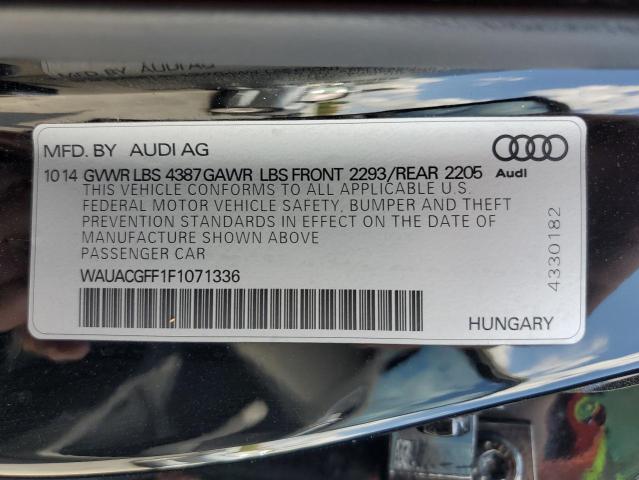 MFD. BY AUDI AG
10 14 GVWR LBS 4387 GAWR LBS FRONT 2293/REAR 2205
Audi
THIS VEHICLE CONFORMS TO ALL APPLICABLE U.S.
FEDERAL MOTOR VEHICLE SAFETY, BUMPER AND THEFT
PREVENTION STANDARDS IN EFFECT ON THE DATE OF
MANUFACTURE SHOWN ABOVE
PASSENGER CAR
4330182
WAUACGFF1F1071336
HUNGARY